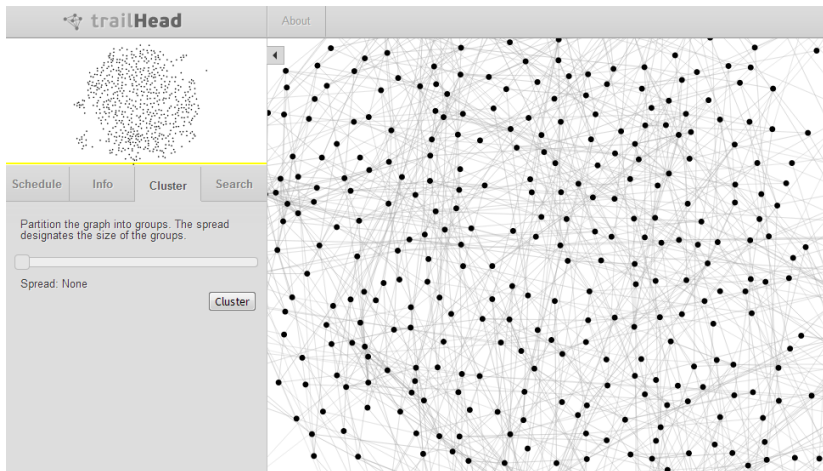 trailHead
About
Schedule
Info
Cluster
Search
Partition the graph into groups. The spread
designates the size of the groups.
Spread: None
Cluster